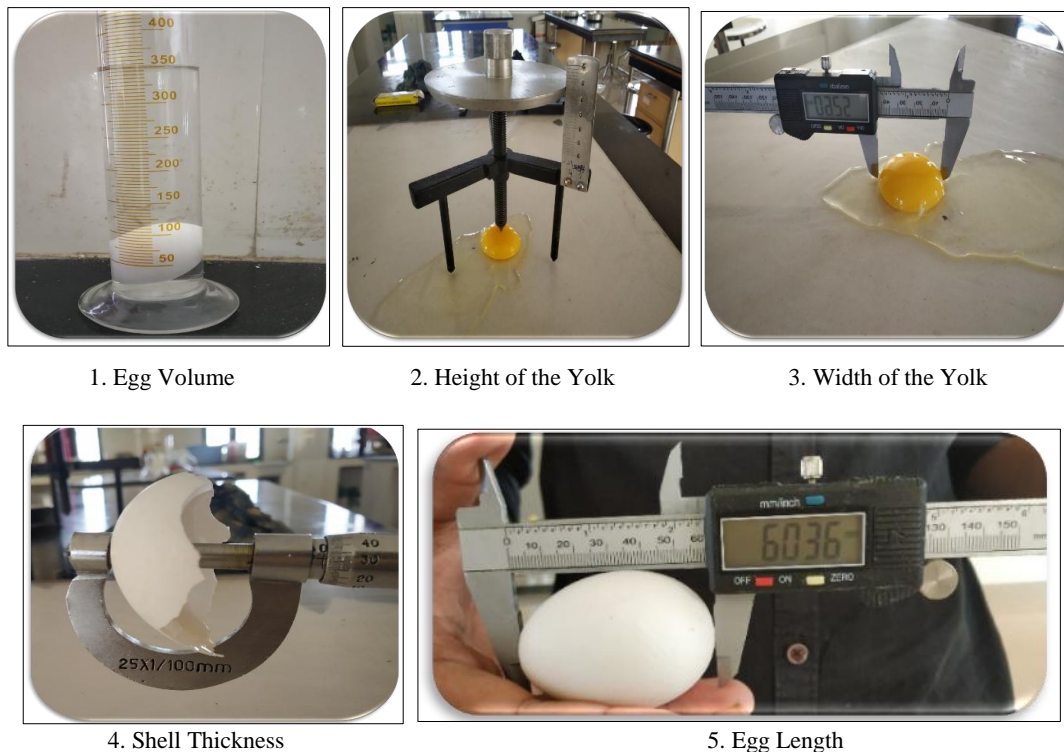 400
350
300
250
200
150
100
50
1. Egg Volume
2. Height of the Yolk
3. Width of the Yolk
40
30
20
25X1/100mm
mm/inch
0 10 20 30 40 50 60
130 140 150
6036
OFF ON ZERO
4. Shell Thickness
5. Egg Length